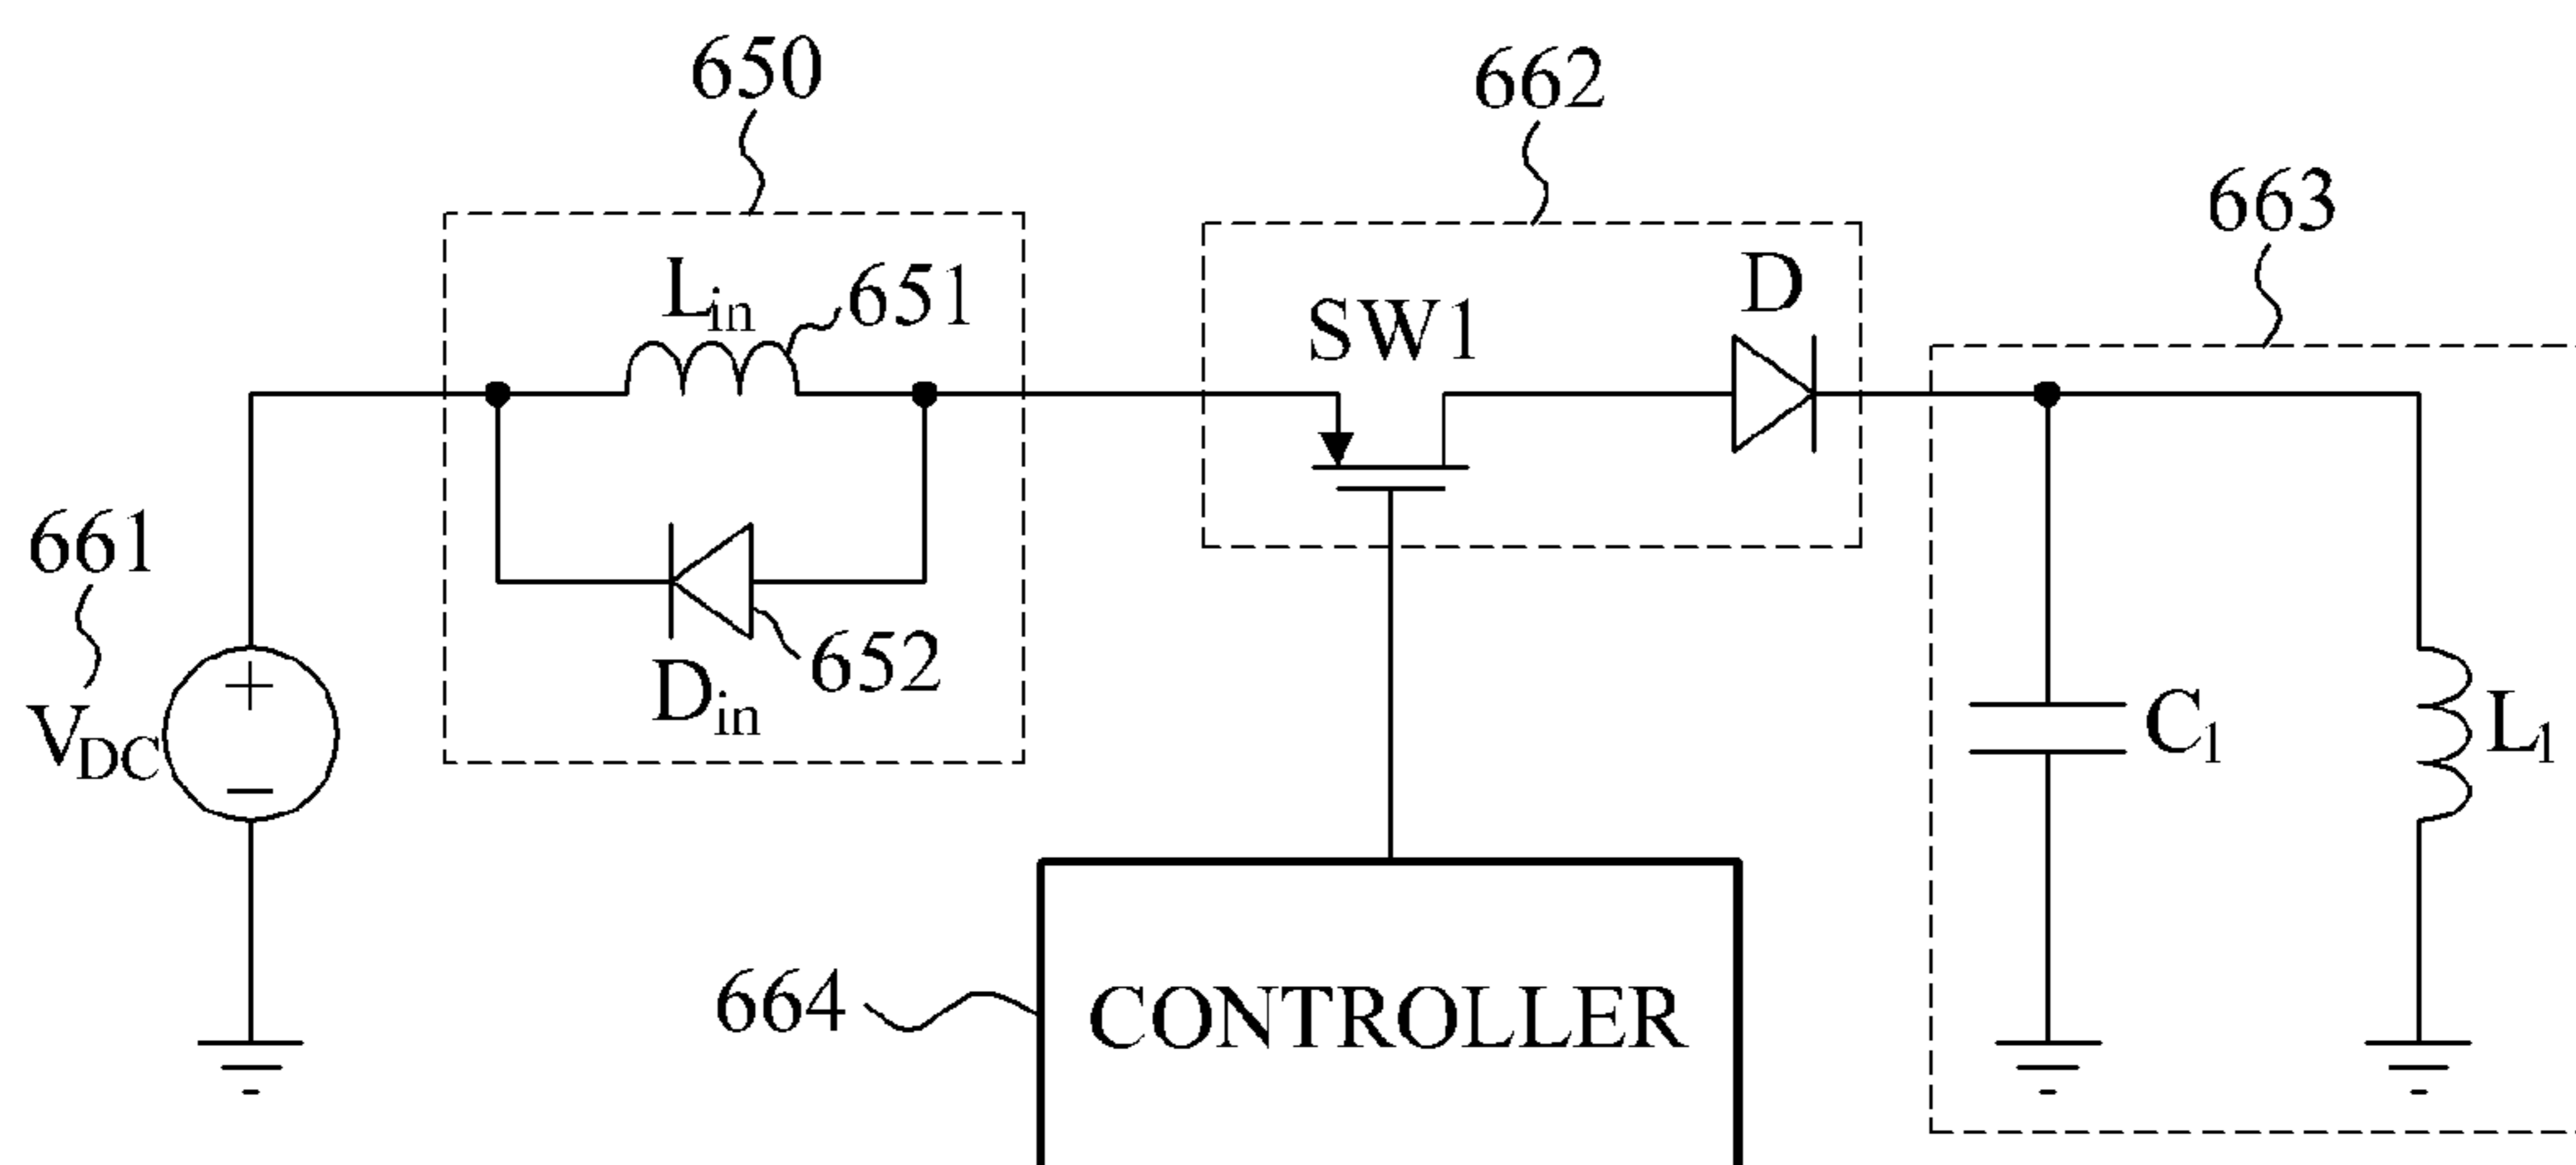 650
662
663
L_in
651
D
SW1
661
652
D_in
V_DC
+
−
C_1
L_1
664
CONTROLLER